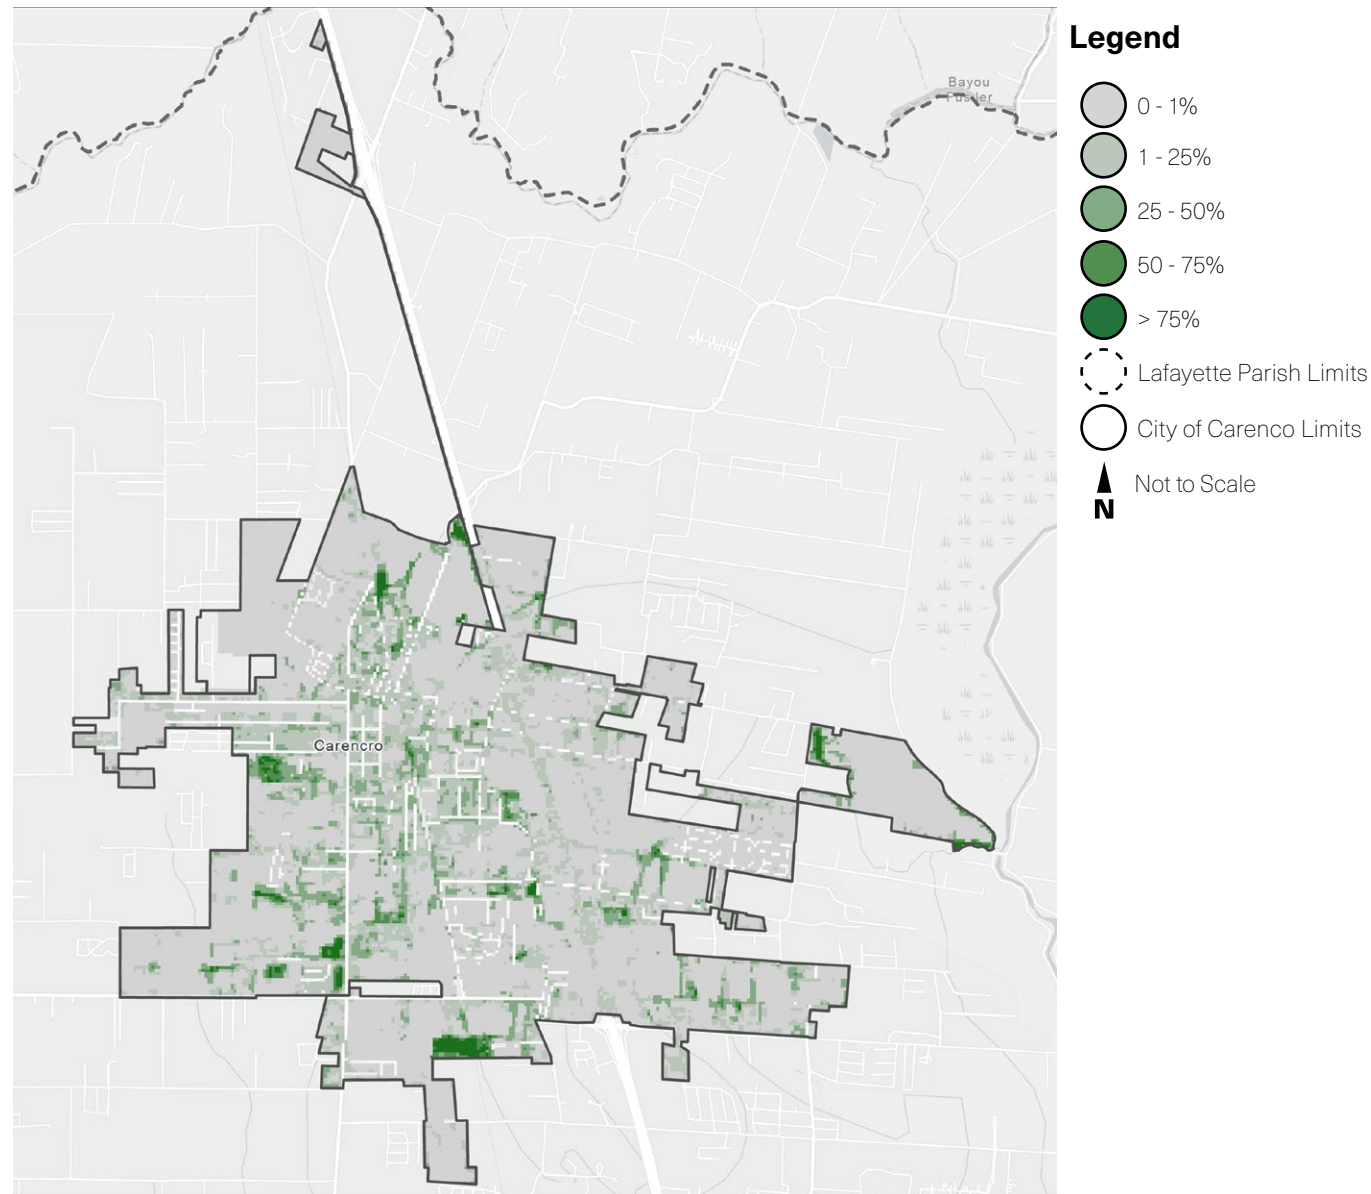 Legend
0 - 1%
1 - 25%
25 - 50%
50 - 75%
> 75%
Lafayette Parish Limits
City of Carenco Limits
Not to Scale
N
Bayou
Carencro